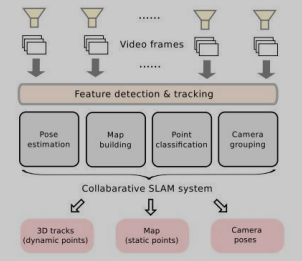 ......
Video frames
......
Feature detection & tracking
Pose
estimation
Map
building
Point
classification
Camera
grouping
Collabarative SLAM system
3D tracks
(dynamic points)
Map
(static points)
Camera
poses